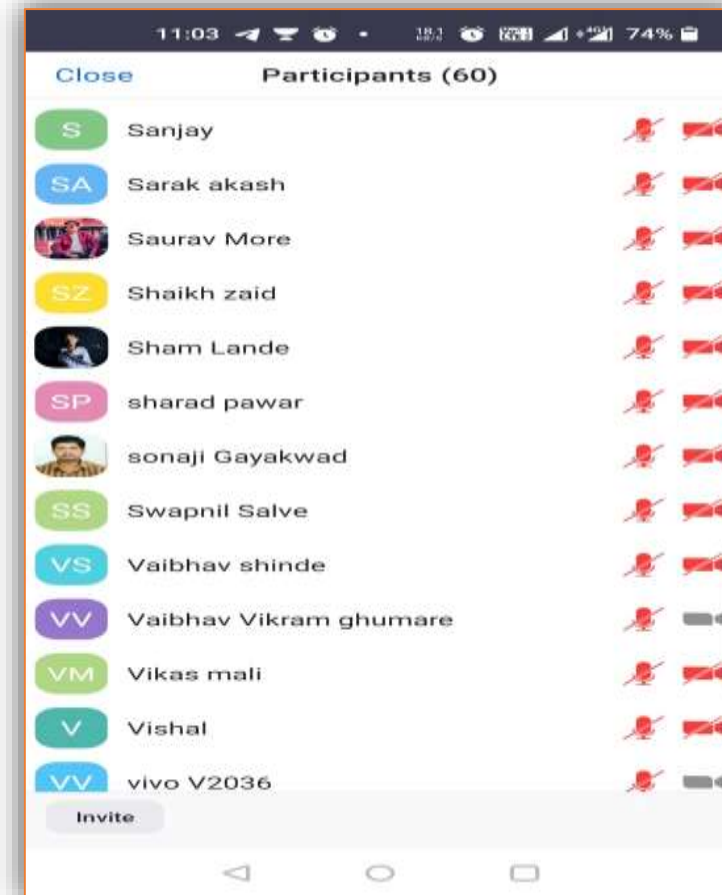 11:03 74%
Close Participants (60)
S Sanjay
SA Sarak akash
Saurav More
SZ Shaikh zaid
Sham Lande
SP sharad pawar
sonaji Gayakwad
SS Swapnil Salve
VS Vaibhav shinde
VV Vaibhav Vikram ghumare
VM Vikas mali
V Vishal
VV vivo V2036
Invite